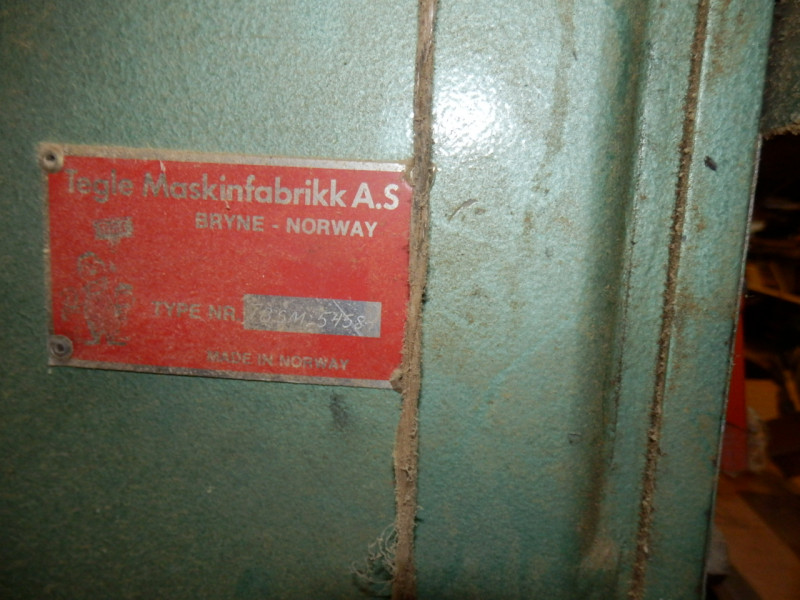 Tegle Maskinfabrikk A.S
BRYNE - NORWAY
TYPE NR.
MADE IN NORWAY